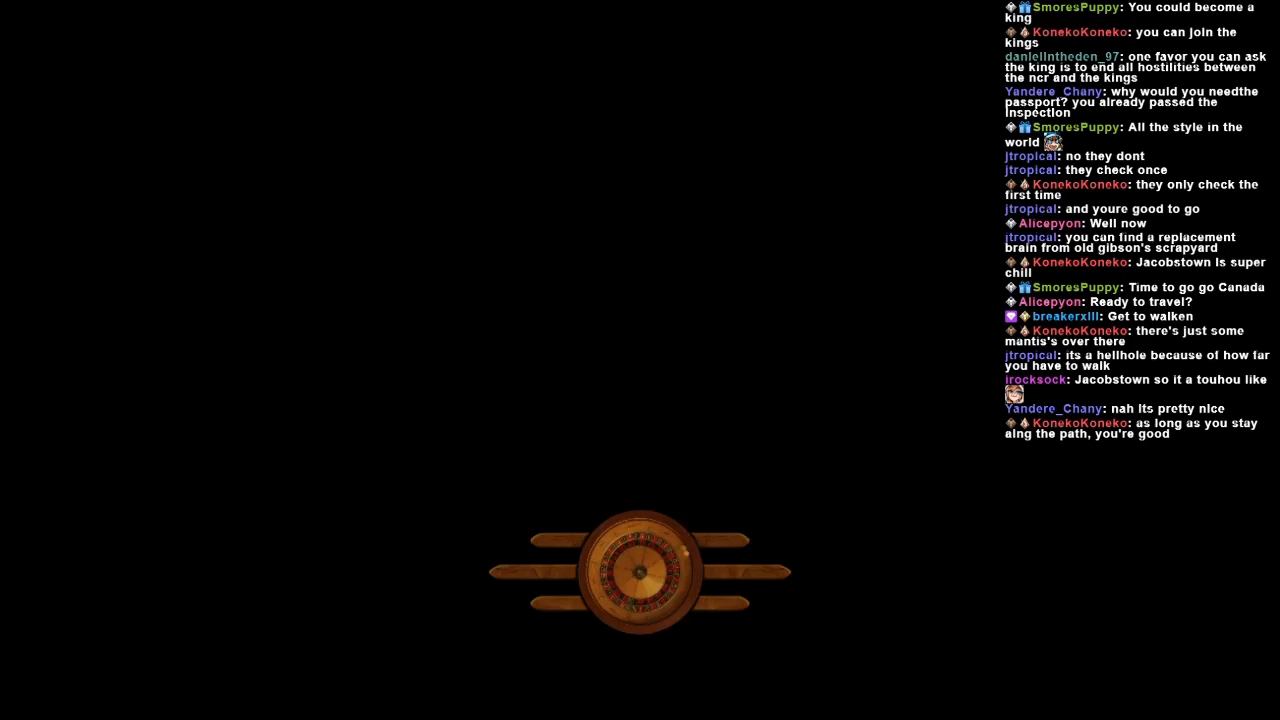 SmoresPuppy: You could become a
king
KonekoKoneko: you can join the
kings
danielintheden_97: one favor you can ask
the king is to end all hostilities between
the ncr and the kings
Yandere_Chany: why would you needthe
passport? you already passed the
inspection
SmoresPuppy: All the style in the
world
jtropical: no they dont
jtropical: they check once
KonekoKoneko: they only check the
first time
jtropical: and youre good to go
Alicepyon: Well now
jtropical: you can find a replacement
brain from old gibson's scrapyard
KonekoKoneko: Jacobstown is super
chill
SmoresPuppy: Time to go go Canada
Alicepyon: Ready to travel?
breakerxiii: Get to walken
KonekoKoneko: there's just some
mantis's over there
jtropical: its a hellhole because of how far
you have to walk
irocksock: Jacobstown so it a touhou like
Yandere_Chany: nah its pretty nice
KonekoKoneko: as long as you stay
alng the path, you're good